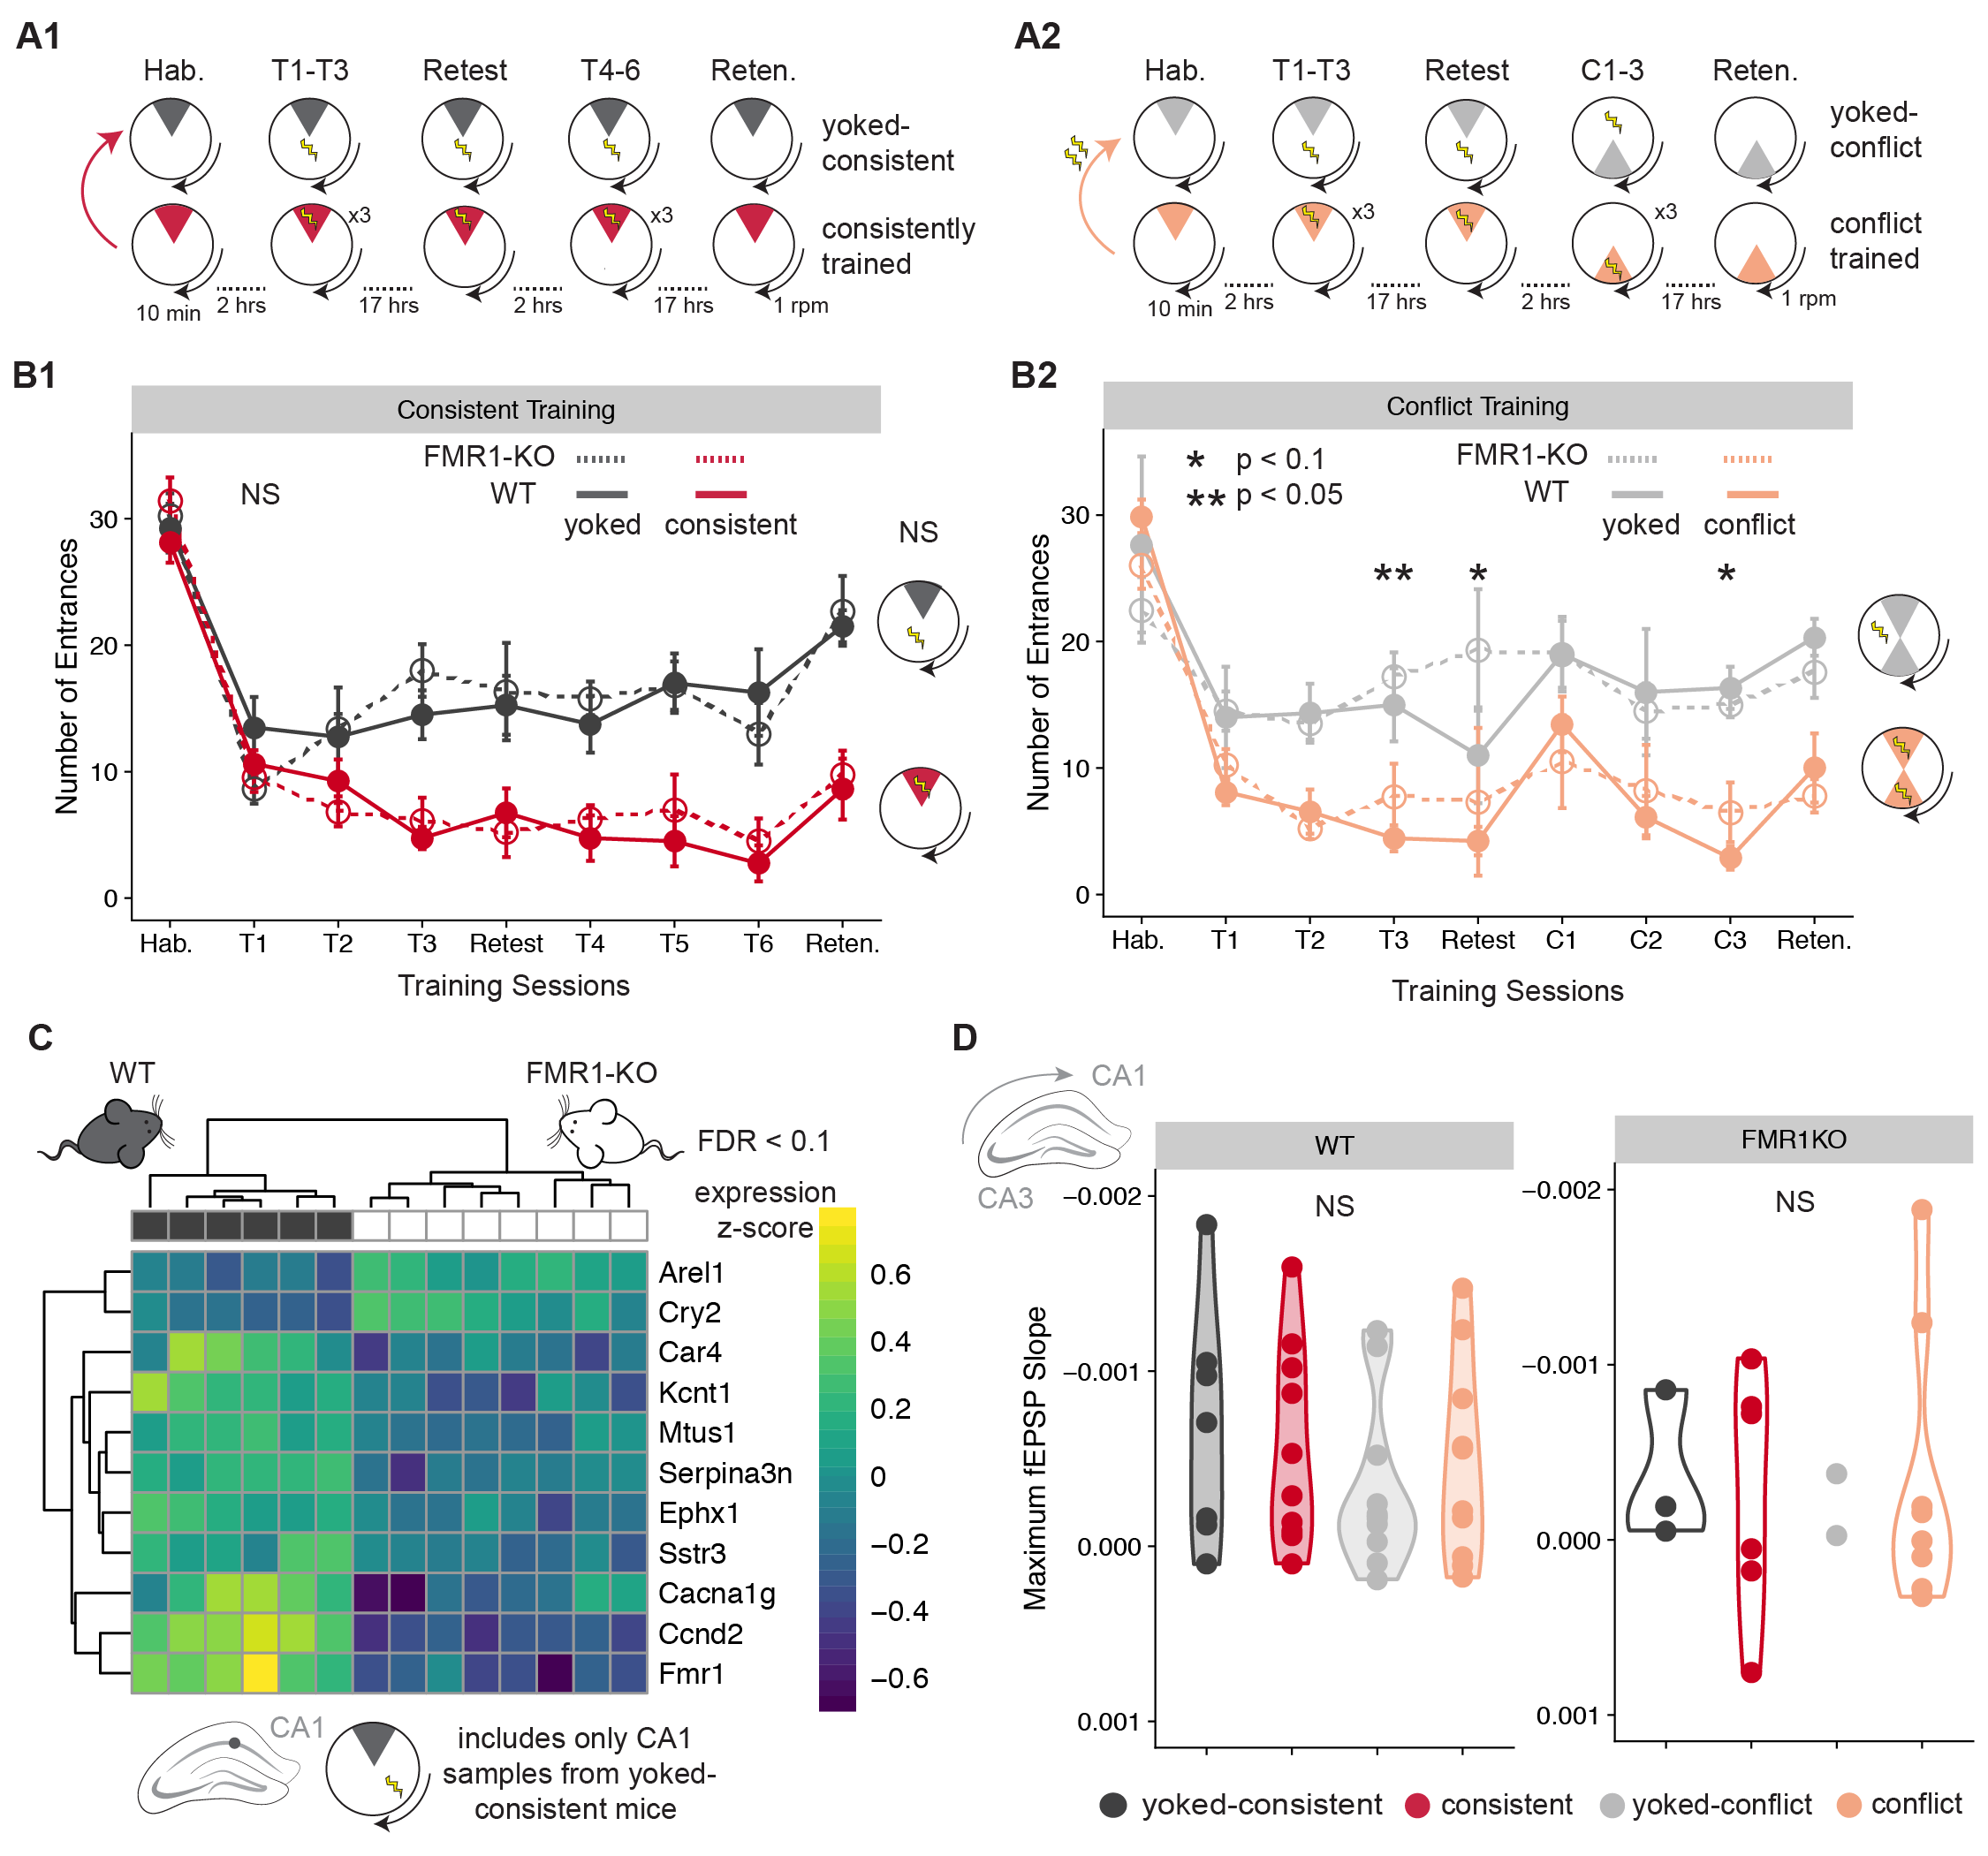 A1
Hab. T1-T3 Retest T4-6 Reten.
yoked-
consistent
x3 x3
consistently
trained
10 min 2 hrs 17 hrs 2 hrs 17 hrs 1 rpm
A2
Hab. T1-T3 Retest C1-3 Reten.
yoked-
conflict
x3 x3
conflict
trained
10 min 2 hrs 17 hrs 2 hrs 17 hrs 1 rpm
B1
Consistent Training
FMR1-KO
WT
yoked consistent
NS
NS
Number of Entrances
30
20
10
0
Hab. T1 T2 T3 Retest T4 T5 T6 Reten.
Training Sessions
B2
Conflict Training
* p < 0.1
** p < 0.05
FMR1-KO
WT
yoked conflict
** * *
Number of Entrances
30
20
10
0
Hab. T1 T2 T3 Retest C1 C2 C3 Reten.
Training Sessions
C
WT FMR1-KO
FDR < 0.1
expression
z-score
Arel1
Cry2
Car4
Kcnt1
Mtus1
Serpina3n
Ephx1
Sstr3
Cacna1g
Ccnd2
Fmr1
0.6
0.4
0.2
0
−0.2
−0.4
−0.6
CA1
includes only CA1
samples from yoked-
consistent mice
D
CA1
CA3
WT
NS
Maximum fEPSP Slope
−0.002
−0.001
0.000
0.001
FMR1KO
NS
−0.002
−0.001
0.000
0.001
yoked-consistent consistent yoked-conflict conflict